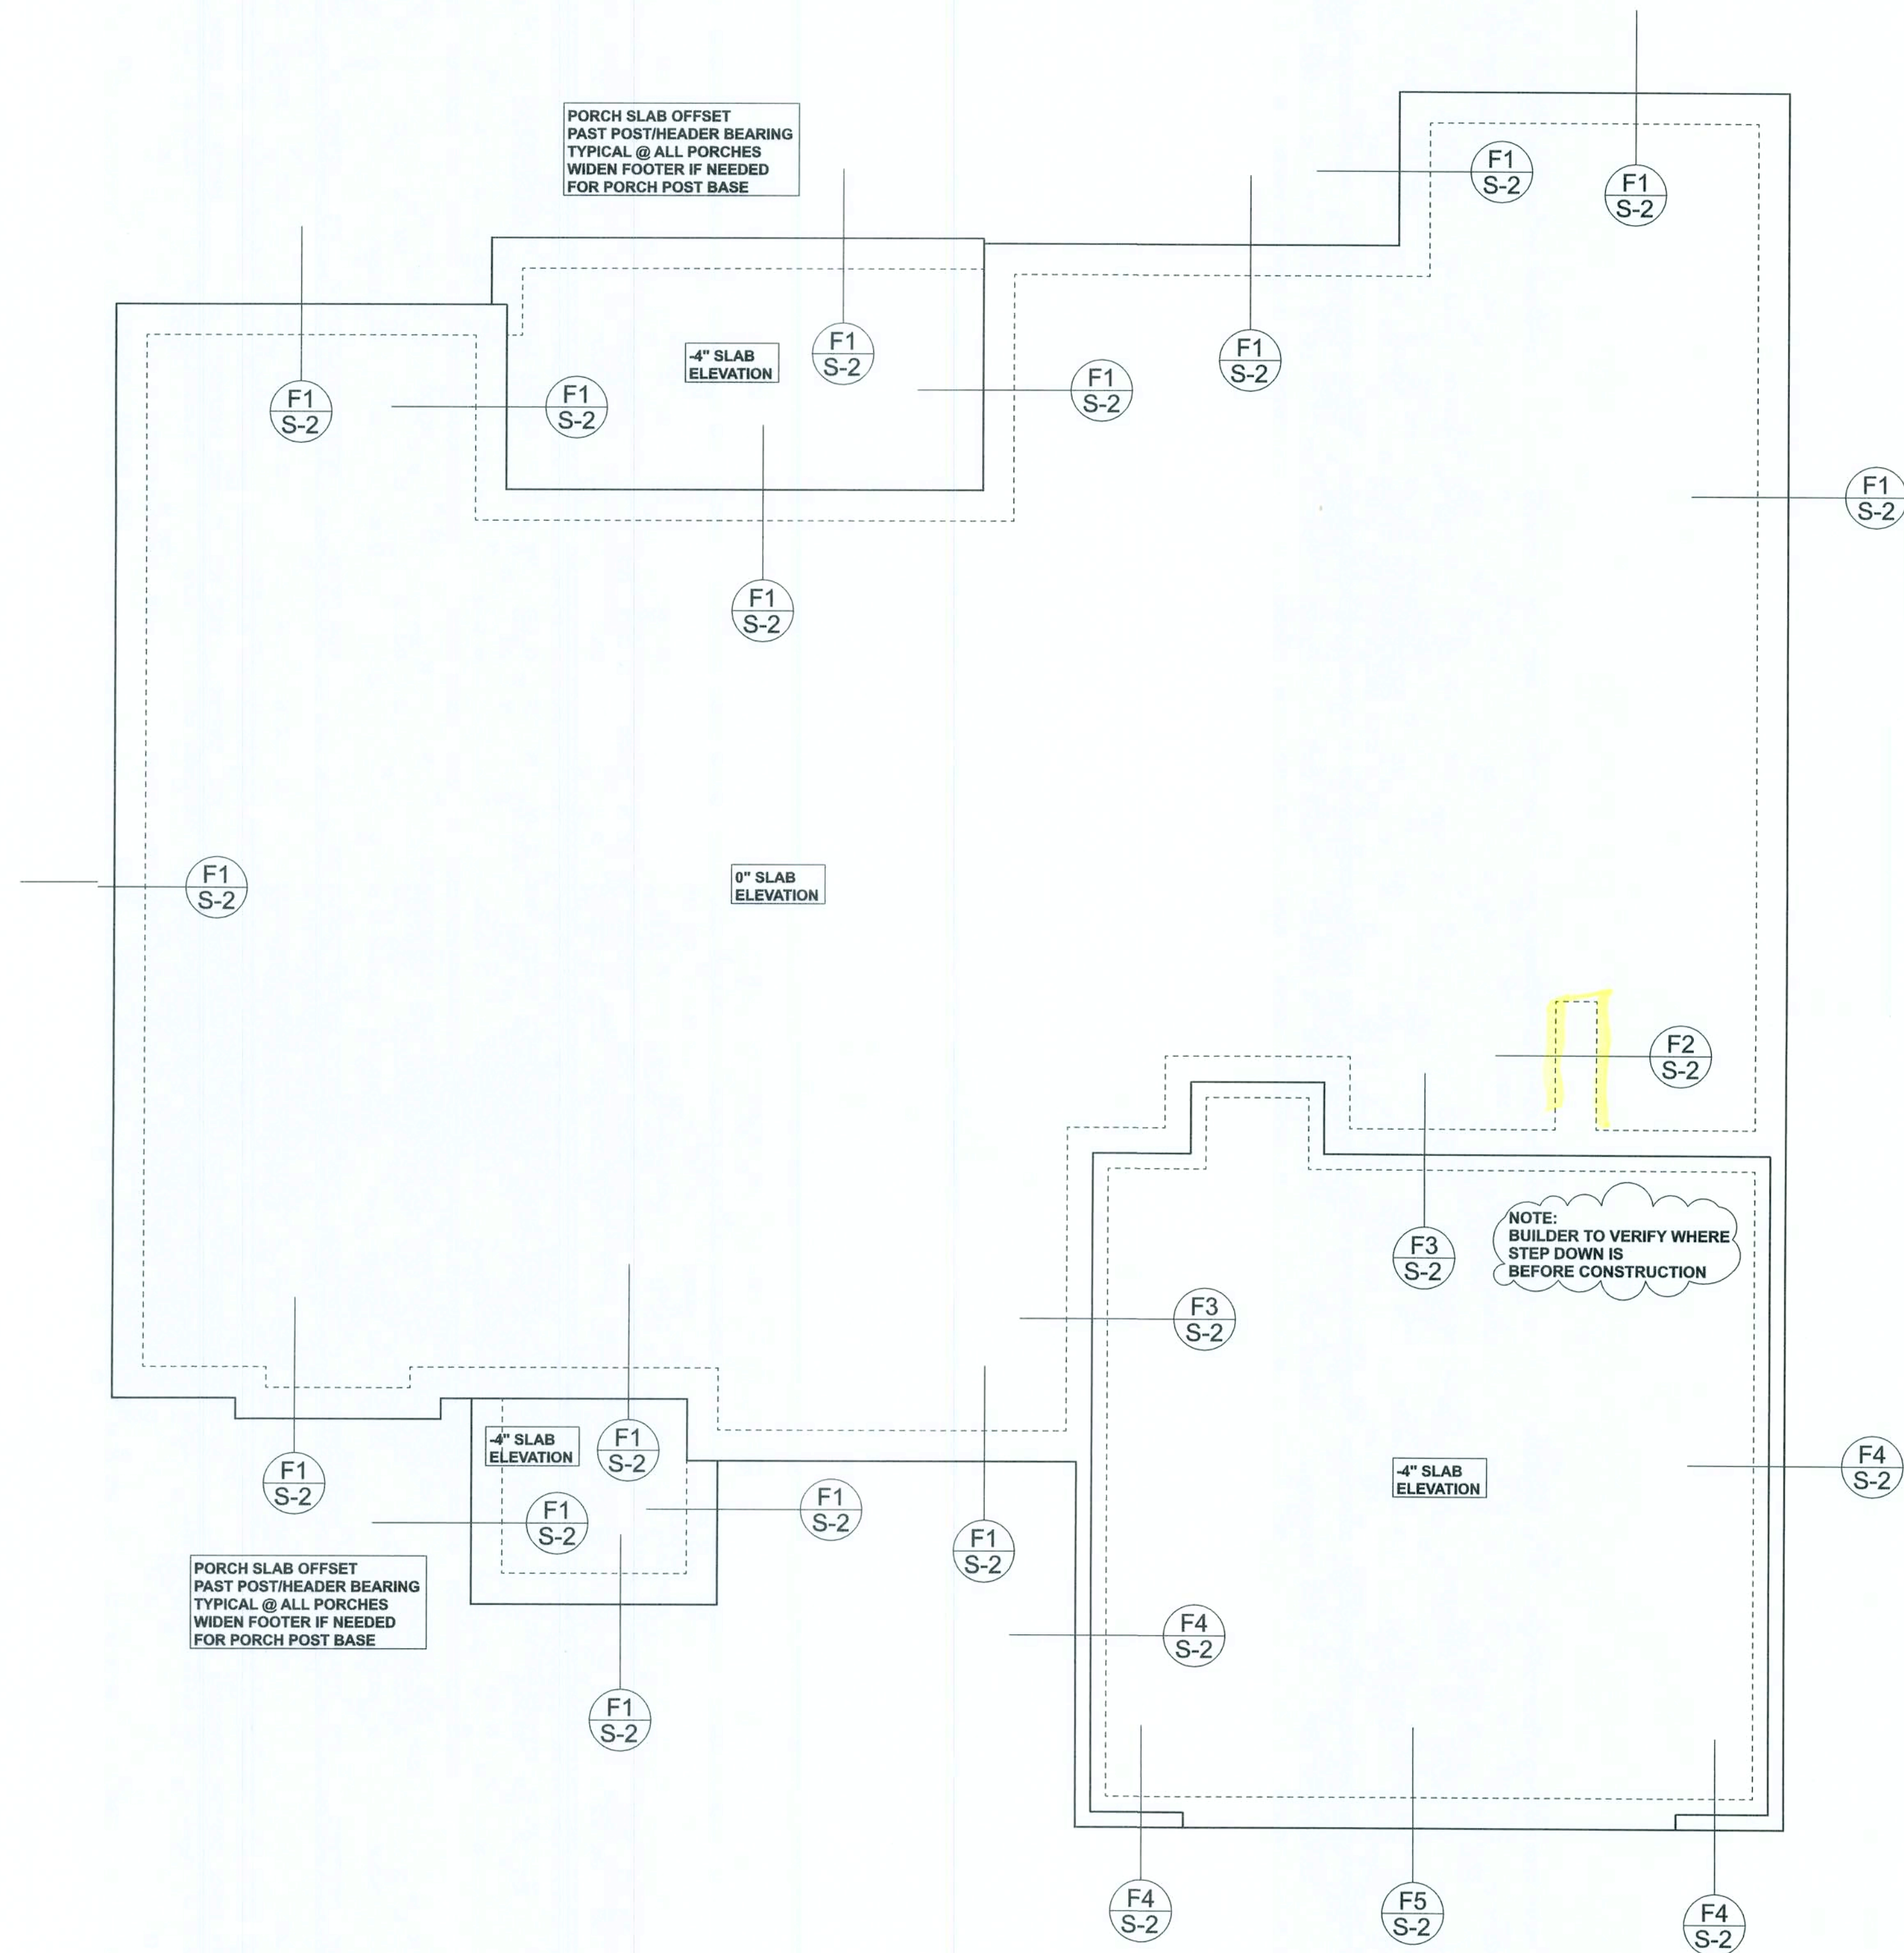 PORCH SLAB OFFSET
PAST POST/HEADER BEARING
TYPICAL @ ALL PORCHES
WIDEN FOOTER IF NEEDED
FOR PORCH POST BASE
F1
S-2
F1
S-2
F1
S-2
F1
S-2
-4" SLAB
ELEVATION
F1
S-2
F1
S-2
F1
S-2
F1
S-2
F1
S-2
F1
S-2
0" SLAB
ELEVATION
F1
S-2
F2
S-2
NOTE:
BUILDER TO VERIFY WHERE
STEP DOWN IS
BEFORE CONSTRUCTION
F3
S-2
F3
S-2
-4" SLAB
ELEVATION
F1
S-2
F1
S-2
F1
S-2
F1
S-2
F1
S-2
-4" SLAB
ELEVATION
F4
S-2
PORCH SLAB OFFSET
PAST POST/HEADER BEARING
TYPICAL @ ALL PORCHES
WIDEN FOOTER IF NEEDED
FOR PORCH POST BASE
F4
S-2
F1
S-2
F4
S-2
F5
S-2
F4
S-2